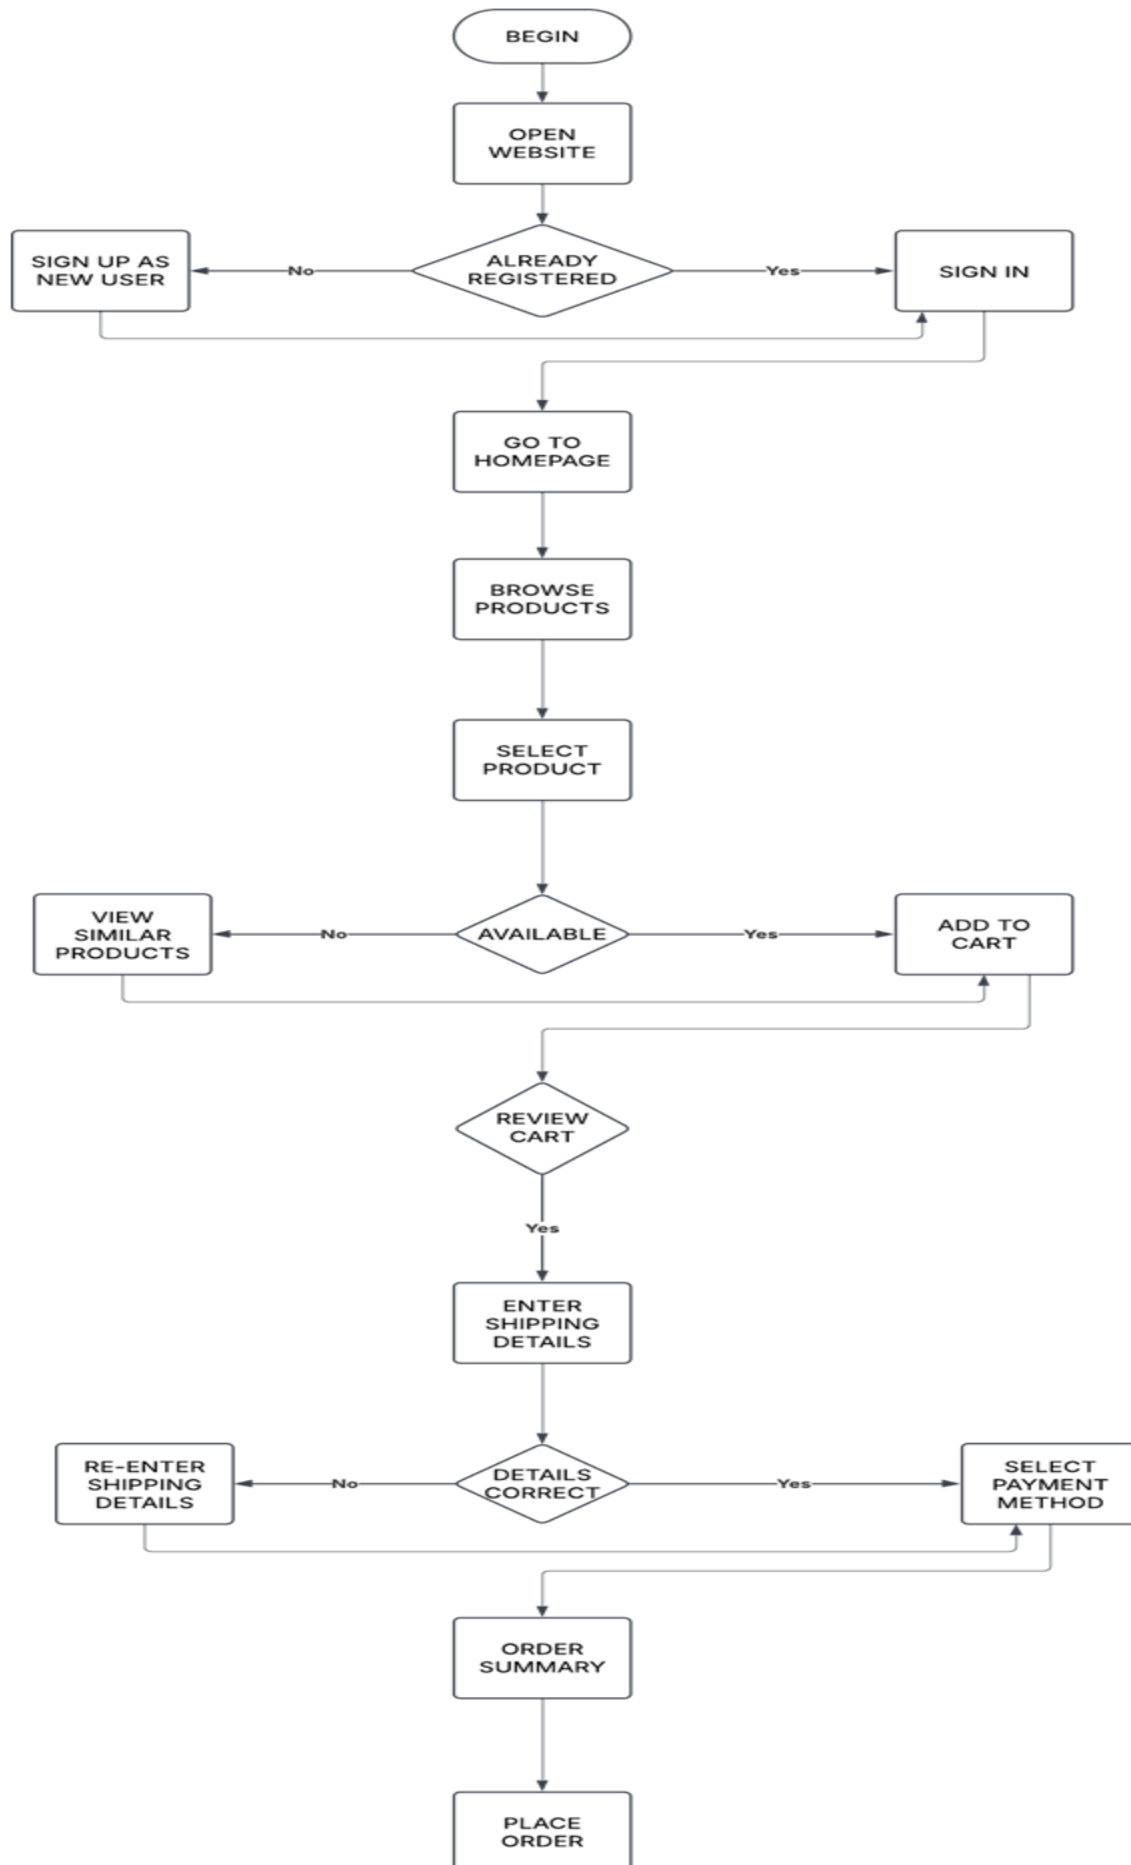 BEGIN
OPEN
WEBSITE
SIGN UP AS
NEW USER
No
ALREADY
REGISTERED
Yes
SIGN IN
GO TO
HOMEPAGE
BROWSE
PRODUCTS
SELECT
PRODUCT
VIEW
SIMILAR
PRODUCTS
No
AVAILABLE
Yes
ADD TO
CART
REVIEW
CART
Yes
ENTER
SHIPPING
DETAILS
RE-ENTER
SHIPPING
DETAILS
No
DETAILS
CORRECT
Yes
SELECT
PAYMENT
METHOD
ORDER
SUMMARY
PLACE
ORDER